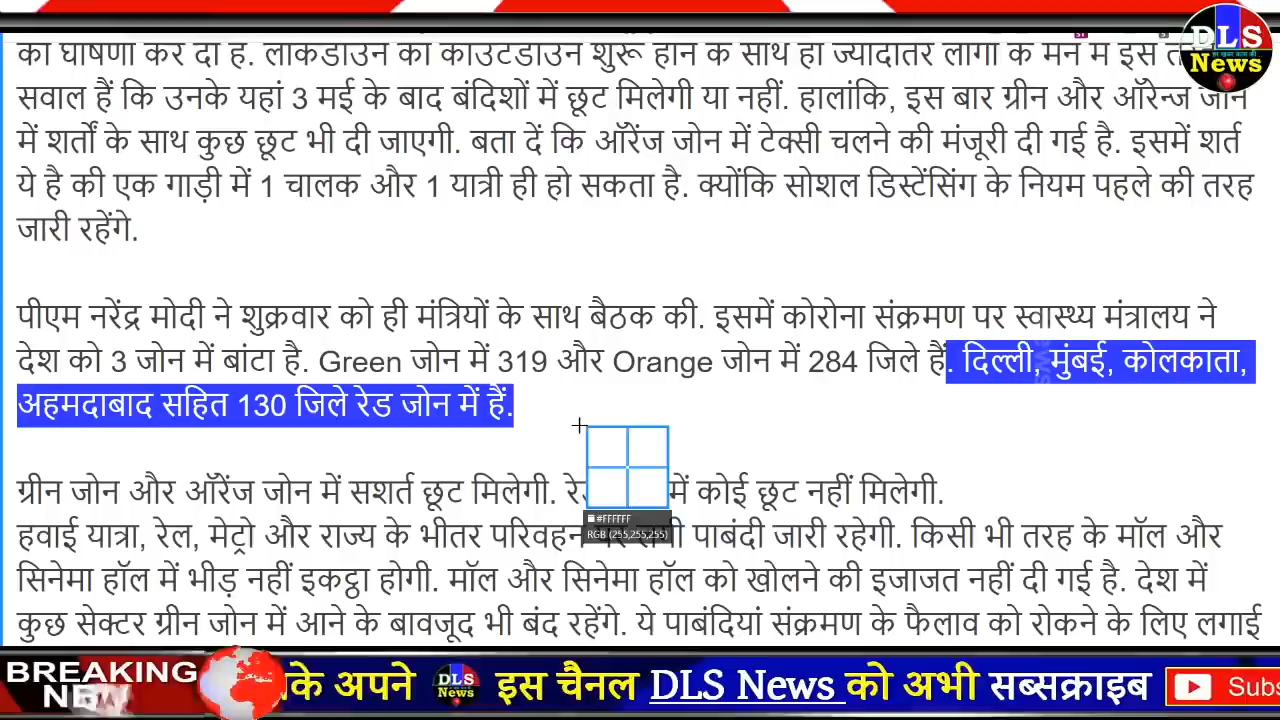 का घोषणा कर दी है. लॉकडाउन का काउंटडाउन शुरू होने के साथ ही ज्यादातर लोगों के मन में इस
सवाल हैं कि उनके यहां 3 मई के बाद बंदिशों में छूट मिलेगी या नहीं. हालांकि, इस बार ग्रीन और ऑरेन्ज जोन
में शर्तों के साथ कुछ छूट भी दी जाएगी. बता दें कि ऑरेंज जोन में टेक्सी चलने की मंजूरी दी गई है. इसमें शर्त
ये है की एक गाड़ी में 1 चालक और 1 यात्री ही हो सकता है. क्योंकि सोशल डिस्टेंसिंग के नियम पहले की तरह
जारी रहेंगे.
पीएम नरेंद्र मोदी ने शुक्रवार को ही मंत्रियों के साथ बैठक की. इसमें कोरोना संक्रमण पर स्वास्थ्य मंत्रालय ने
देश को 3 जोन में बांटा है. Green जोन में 319 और Orange जोन में 284 जिले हैं. दिल्ली, मुंबई, कोलकाता,
अहमदाबाद सहित 130 जिले रेड जोन में हैं.
ग्रीन जोन और ऑरेंज जोन में सशर्त छूट मिलेगी. में कोई छूट नहीं मिलेगी.
#FFFFFF
RGB (255,255,255)
हवाई यात्रा, रेल, मेट्रो और राज्य के भीतर परिवहन पाबंदी जारी रहेगी. किसी भी तरह के मॉल और
सिनेमा हॉल में भीड़ नहीं इकट्ठा होगी. मॉल और सिनेमा हॉल को खोलने की इजाजत नहीं दी गई है. देश में
कुछ सेक्टर ग्रीन जोन में आने के बावजूद भी बंद रहेंगे. ये पाबंदियां संक्रमण के फैलाव को रोकने के लिए लगाई
DLS
News
BREAKING
के अपने DLS News इस चैनल DLS News को अभी सब्सक्राइब